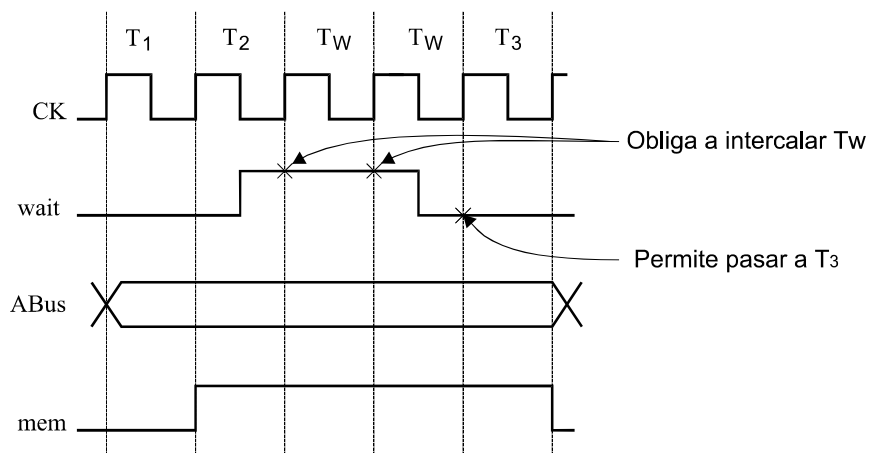 T1 T2 TW TW T3
CK
Obliga a intercalar Tw
wait
Permite pasar a T3
ABus
mem